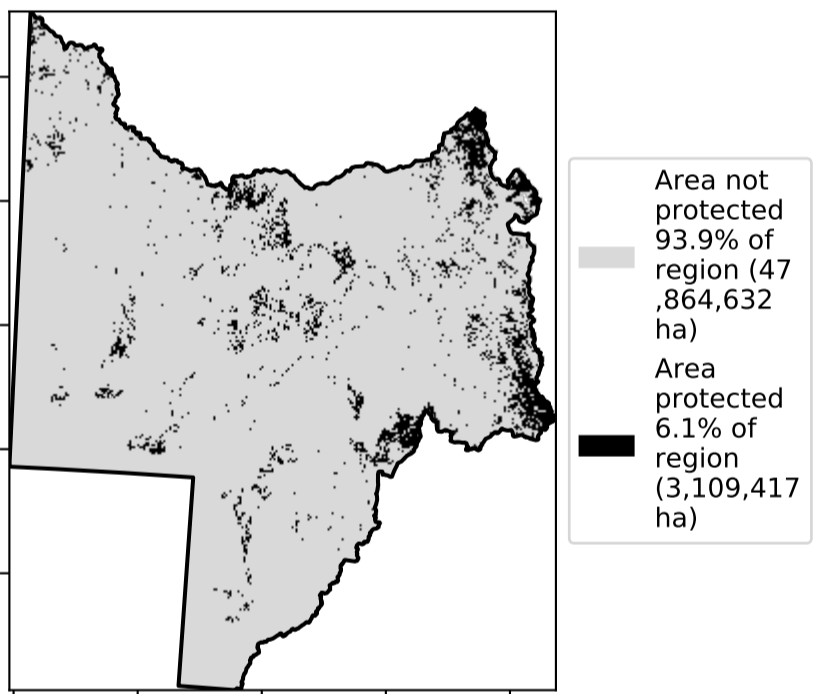 Area not
protected
93.9% of
region (47
,864,632
ha)
Area
protected
6.1% of
region
(3,109,417
ha)